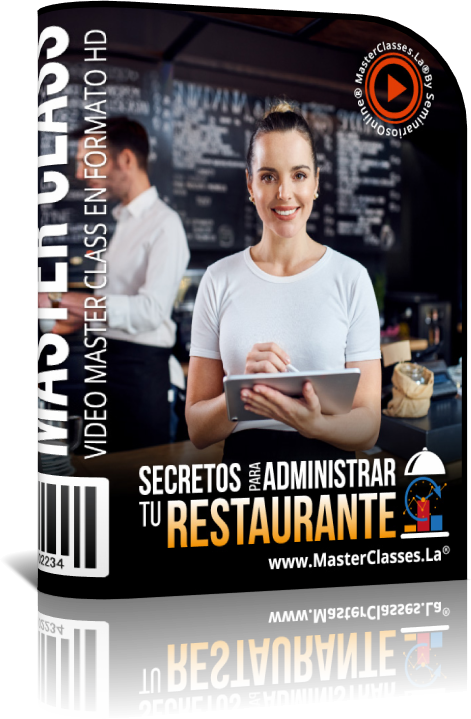 MASTER CLASS
VIDEO MASTER CLASS EN FORMATO HD
MasterClasses.La® By SeminariosOnline®
SECRETOS PARA ADMINISTRAR
TU RESTAURANTE
www.MasterClasses.La®
02234